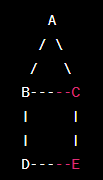 A
/ \
/ \
B-----C
| |
| |
D-----E